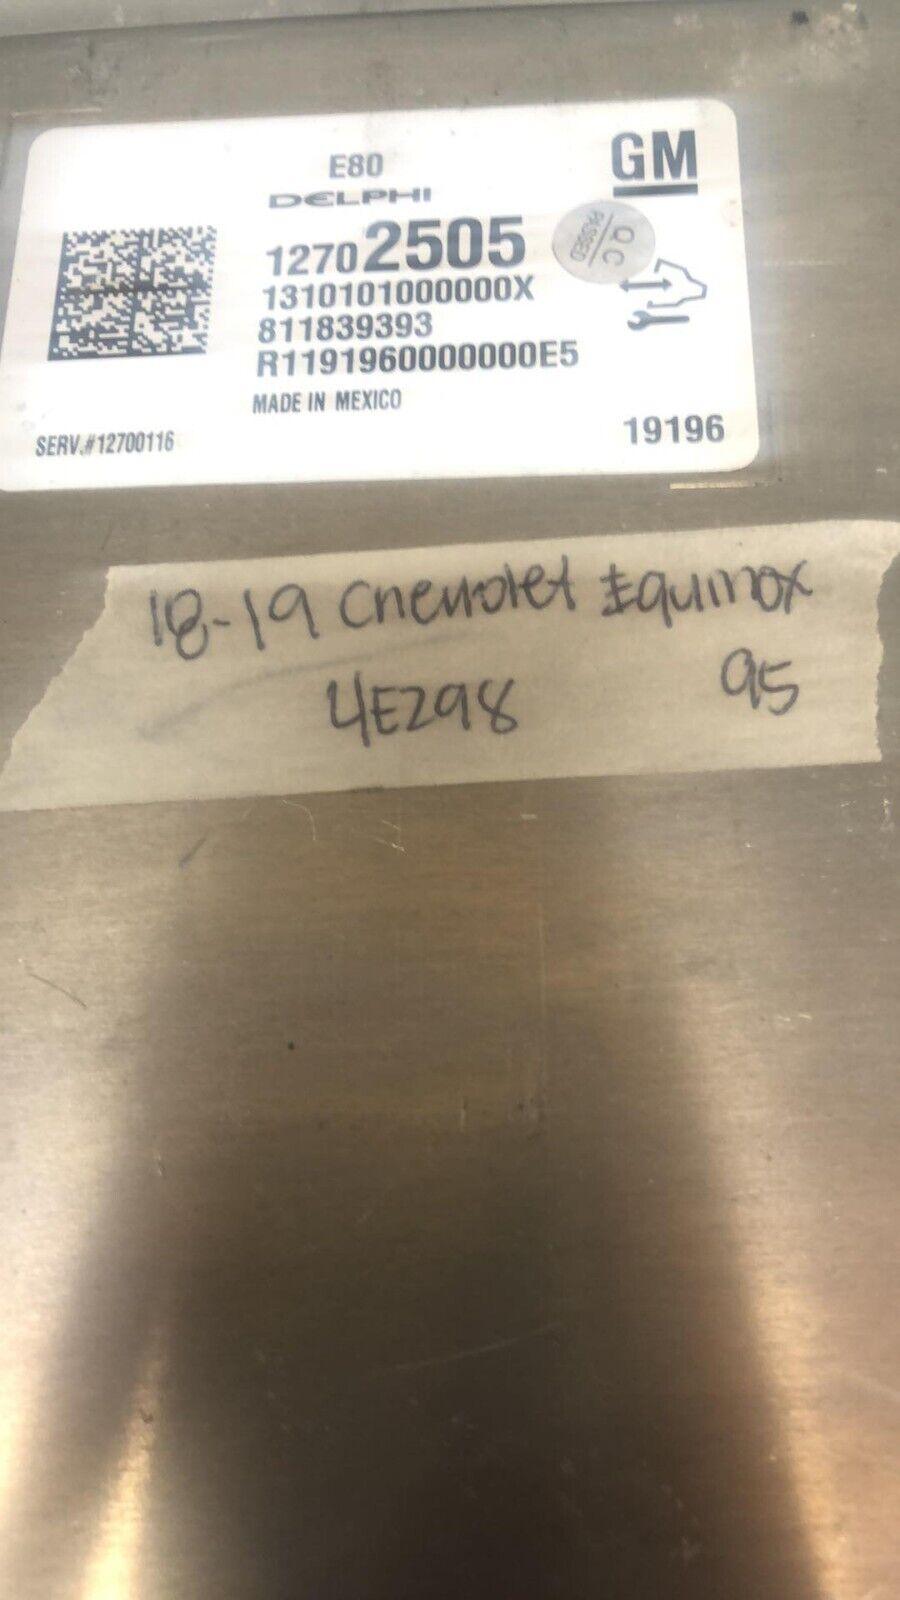 E80
GM
DELPHI
12702505
PASSED
Q.C
1310101000000X
811839393
R1191960000000E5
MADE IN MEXICO
SERV.#12700116
19196
18-19 Chevrolet Equinox
4E298 95